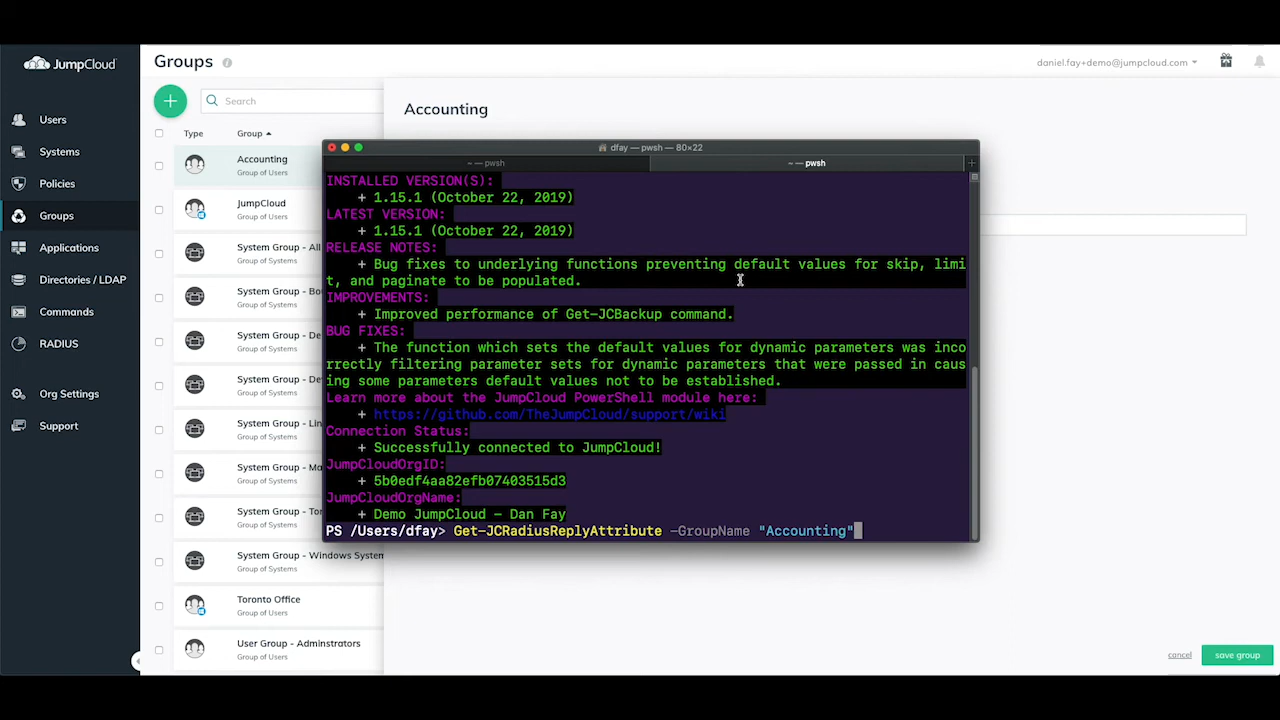 JumpCloud
Users
Systems
Policies
Groups
Applications
Directories / LDAP
Commands
RADIUS
Org Settings
Support
Groups
daniel.fay+demo@jumpcloud.com
Search
Type
Group
Accounting
Group of Users
JumpCloud
Group of Users
System Group - All
Group of Systems
System Group - Bo
Group of Systems
System Group - De
Group of Systems
System Group - De
Group of Systems
System Group - Lin
Group of Systems
System Group - Ma
Group of Systems
System Group - Tor
Group of Systems
System Group - Windows System
Group of Systems
Toronto Office
Group of Users
User Group - Adminstrators
Group of Users
Accounting
dfay — pwsh — 80×22
~ — pwsh
~ — pwsh
INSTALLED VERSION(S):
+ 1.15.1 (October 22, 2019)
LATEST VERSION:
+ 1.15.1 (October 22, 2019)
RELEASE NOTES:
+ Bug fixes to underlying functions preventing default values for skip, limi
t, and paginate to be populated.
IMPROVEMENTS:
+ Improved performance of Get-JCBackup command.
BUG FIXES:
+ The function which sets the default values for dynamic parameters was inco
rrectly filtering parameter sets for dynamic parameters that were passed in caus
ing some parameters default values not to be established.
Learn more about the JumpCloud PowerShell module here:
+ https://github.com/TheJumpCloud/support/wiki
Connection Status:
+ Successfully connected to JumpCloud!
JumpCloudOrgID:
+ 5b0edf4aa82efb07403515d3
JumpCloudOrgName:
+ Demo JumpCloud - Dan Fay
PS /Users/dfay> Get-JCRadiusReplyAttribute -GroupName "Accounting"
cancel
save group